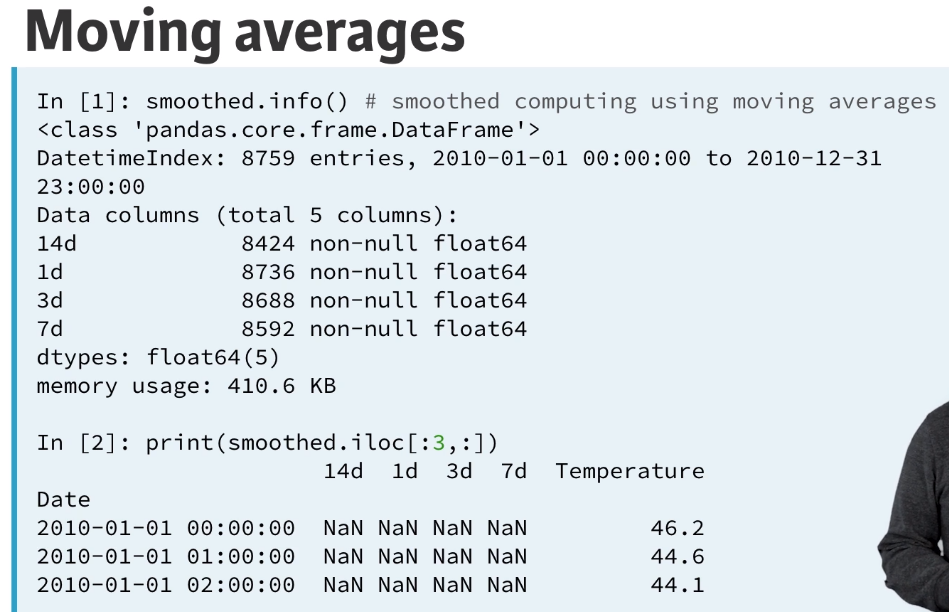 Moving averages
In [1]: smoothed.info() # smoothed computing using moving averages
<class 'pandas.core.frame.DataFrame'>
DatetimeIndex: 8759 entries, 2010-01-01 00:00:00 to 2010-12-31
23:00:00
Data columns (total 5 columns):
14d               8424 non-null float64
1d                8736 non-null float64
3d                8688 non-null float64
7d                8592 non-null float64
dtypes: float64(5)
memory usage: 410.6 KB
In [2]: print(smoothed.iloc[:3,:])
                     14d  1d  3d  7d  Temperature
Date
2010-01-01 00:00:00  NaN NaN NaN NaN         46.2
2010-01-01 01:00:00  NaN NaN NaN NaN         44.6
2010-01-01 02:00:00  NaN NaN NaN NaN         44.1